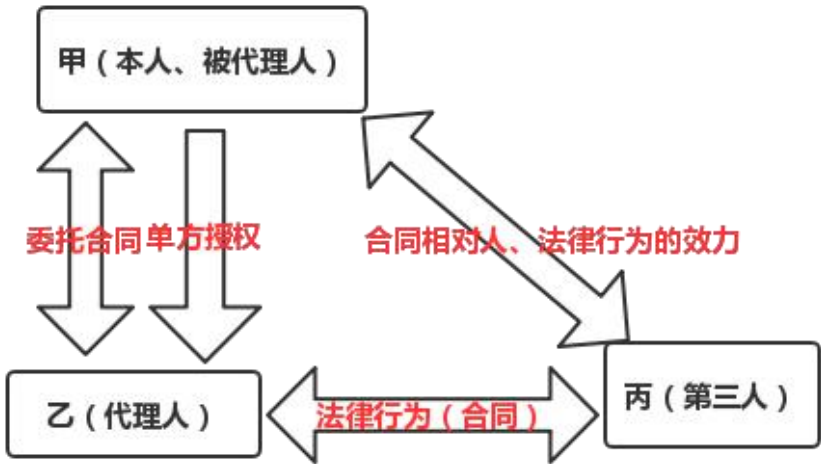 甲（本人、被代理人）
委托合同
单方授权
合同相对人、法律行为的效力
乙（代理人）
法律行为（合同）
丙（第三人）